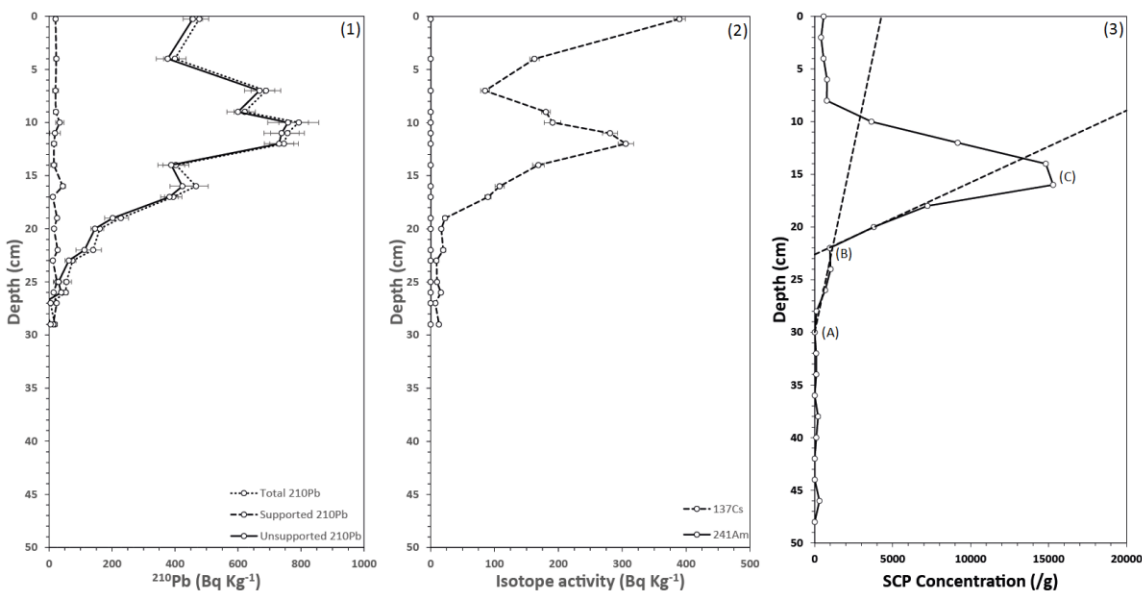 (1)
0
5
10
15
20
25
30
35
40
45
50
Depth (cm)
Total 210Pb
Supported 210Pb
Unsupported 210Pb
0 200 400 600 800 1000
²¹⁰Pb (Bq Kg⁻¹)
(2)
0
5
10
15
20
25
30
35
40
45
50
Depth (cm)
137Cs
241Am
0 100 200 300 400 500
Isotope activity (Bq Kg⁻¹)
(3)
0
5
10
15
20
25
30
35
40
45
50
Depth (cm)
(C)
(B)
(A)
0 5000 10000 15000 20000
SCP Concentration (/g)